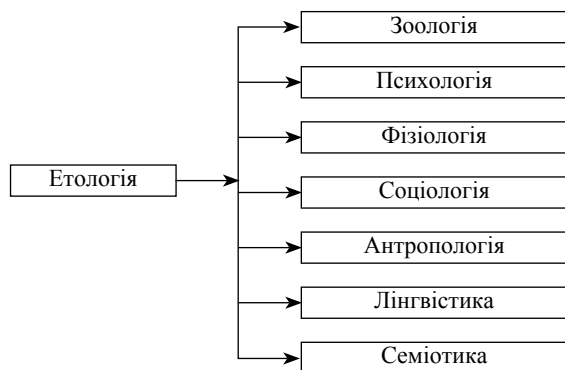 Зоологія
Психологія
Фізіологія
Етологія
Соціологія
Антропологія
Лінгвістика
Семіотика